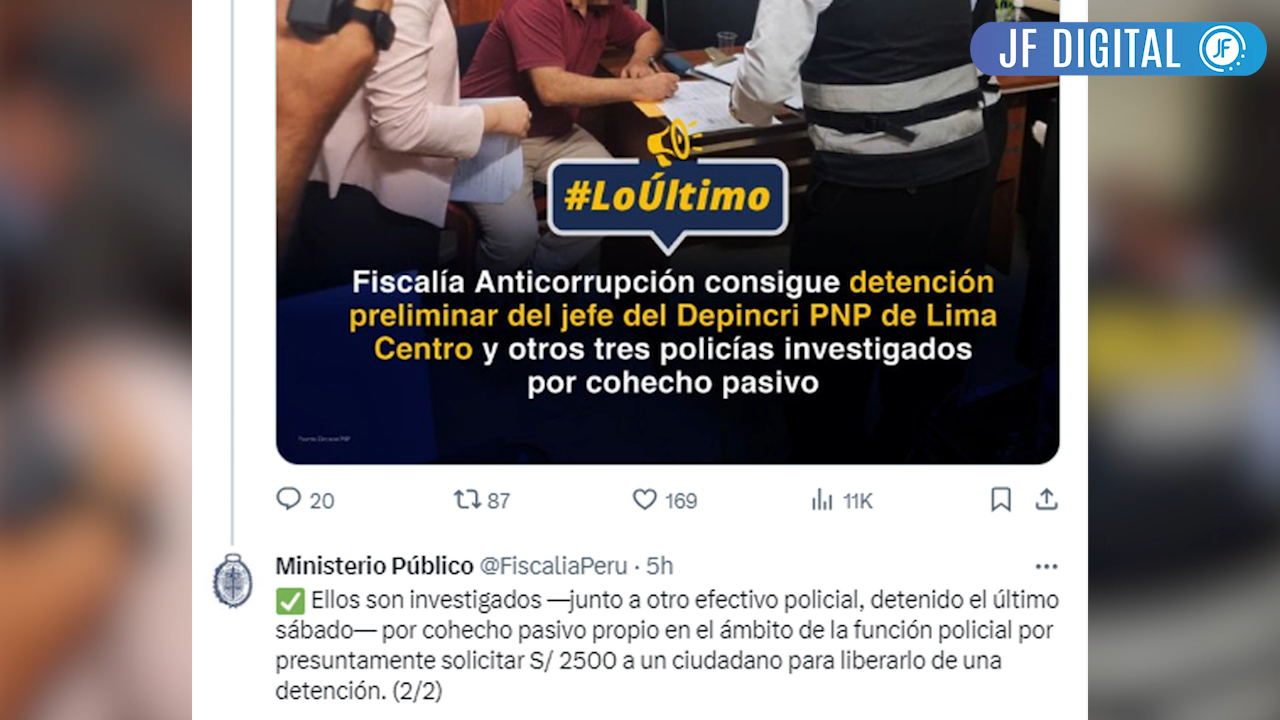 JF DIGITAL JF
#LoÚltimo
Fiscalía Anticorrupción consigue detención
preliminar del jefe del Depincri PNP de Lima
Centro y otros tres policías investigados
por cohecho pasivo
20 87 169 11K
Ministerio Público @FiscaliaPeru · 5h
✅ Ellos son investigados —junto a otro efectivo policial, detenido el último
sábado— por cohecho pasivo propio en el ámbito de la función policial por
presuntamente solicitar S/ 2500 a un ciudadano para liberarlo de una
detención. (2/2)